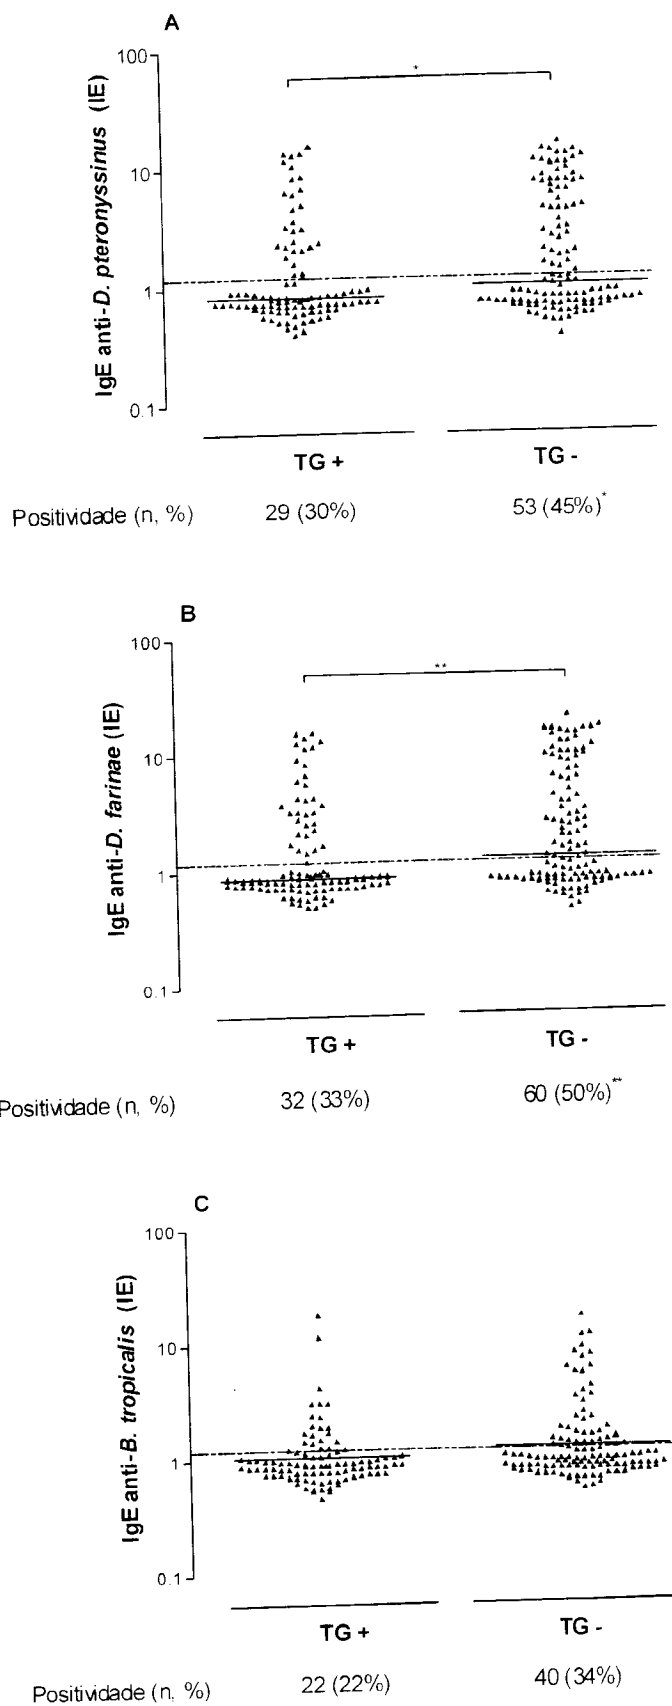 A
100
*
10
1
0.1
IgE anti-D. pteronyssinus (IE)
TG + TG -
Positividade (n, %) 29 (30%) 53 (45%)*
B
100
**
10
1
0.1
IgE anti-D. farinae (IE)
TG + TG -
Positividade (n, %) 32 (33%) 60 (50%)**
C
100
10
1
0.1
IgE anti-B. tropicalis (IE)
TG + TG -
Positividade (n, %) 22 (22%) 40 (34%)